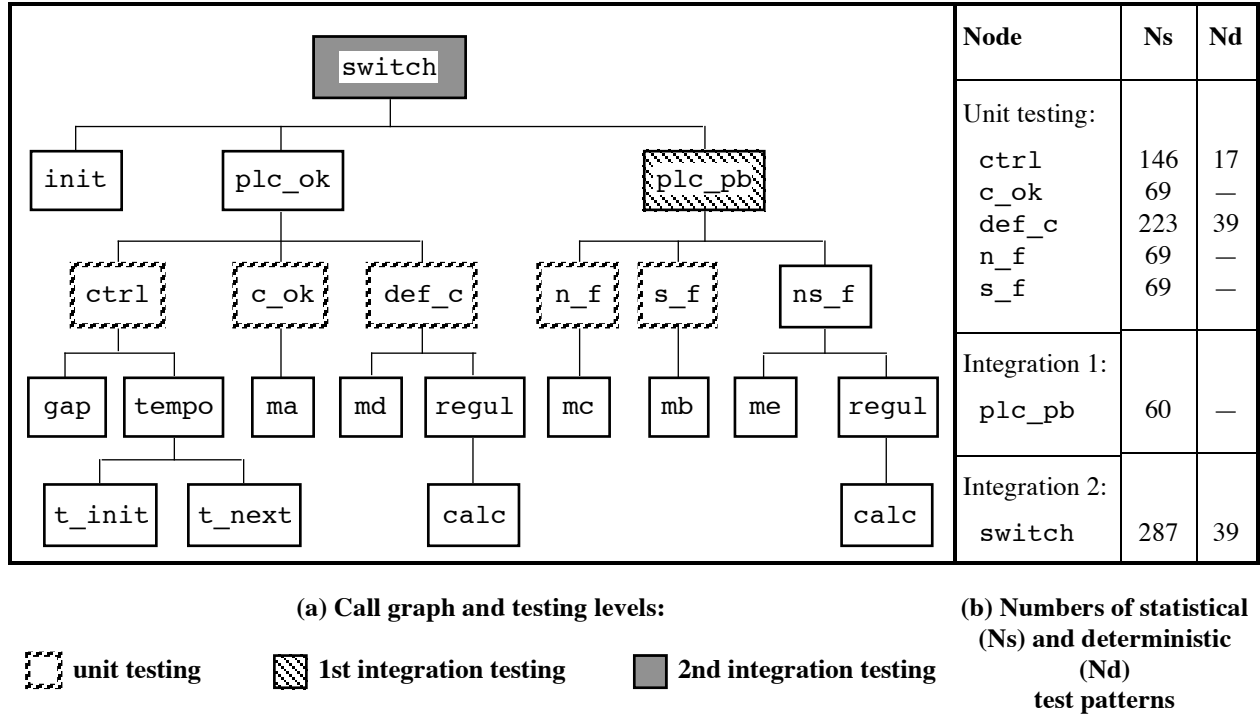 switch
init plc_ok plc_pb
ctrl c_ok def_c n_f s_f ns_f
gap tempo ma md regul mc mb me regul
t_init t_next calc calc
Node Ns Nd
Unit testing:
ctrl 146 17
c_ok 69 —
def_c 223 39
n_f 69 —
s_f 69 —
Integration 1:
plc_pb 60 —
Integration 2:
switch 287 39
(a) Call graph and testing levels:
unit testing 1st integration testing 2nd integration testing
(b) Numbers of statistical
(Ns) and deterministic
(Nd)
test patterns